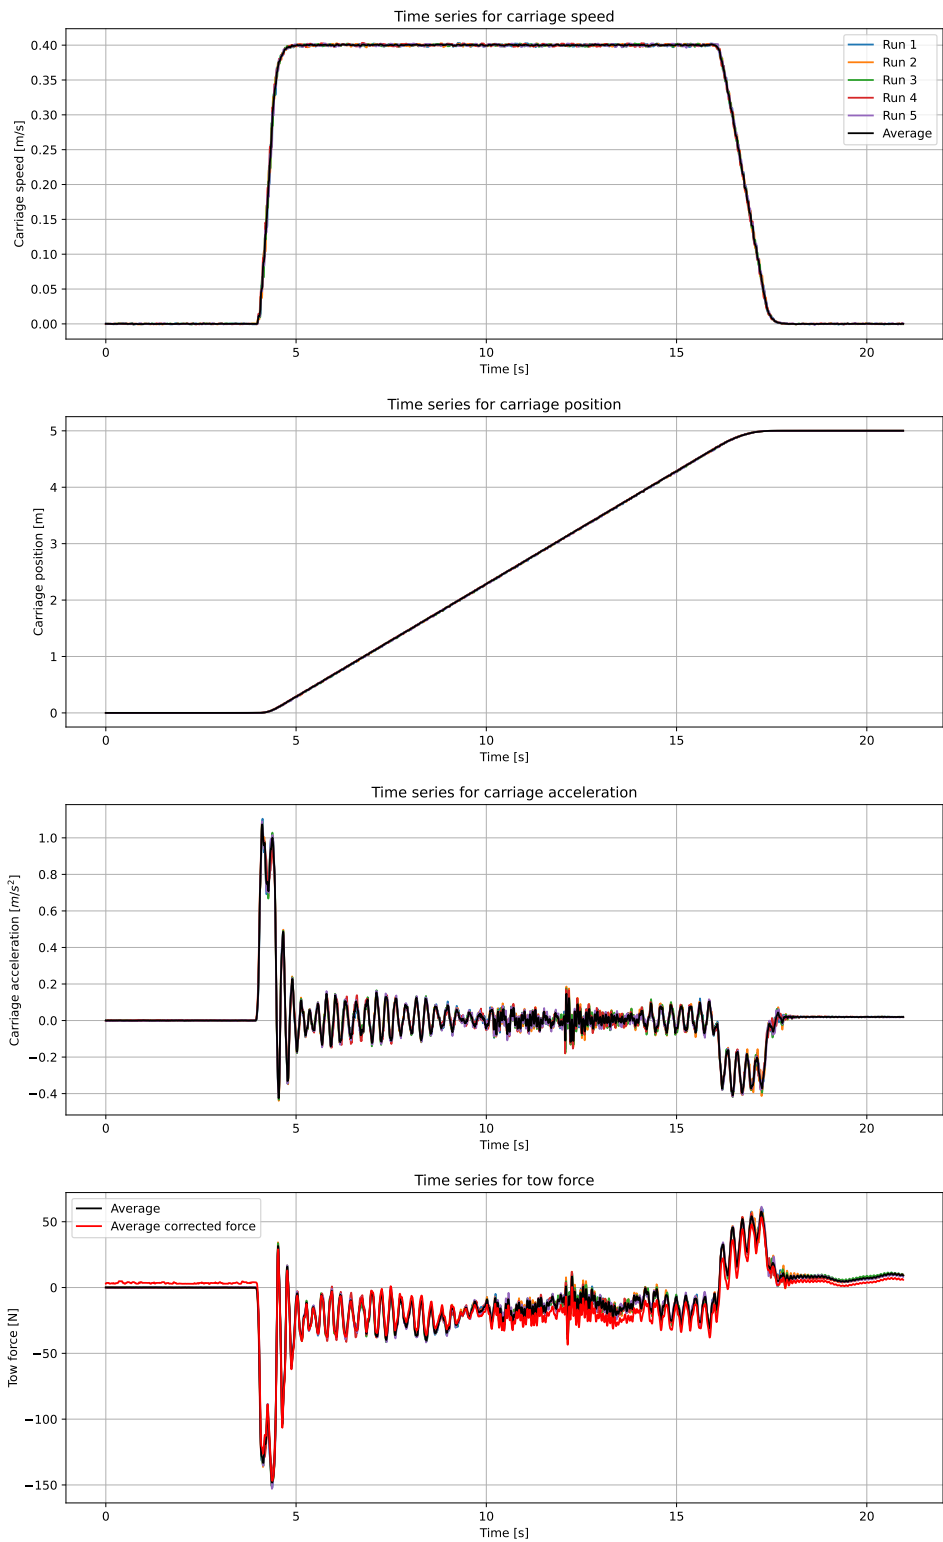 Time series for carriage speed
Carriage speed [m/s]
0.40
0.35
0.30
0.25
0.20
0.15
0.10
0.05
0.00
Run 1
Run 2
Run 3
Run 4
Run 5
Average
0 5 10 15 20
Time [s]
Time series for carriage position
Carriage position [m]
5
4
3
2
1
0
0 5 10 15 20
Time [s]
Time series for carriage acceleration
Carriage acceleration [m/s²]
1.0
0.8
0.6
0.4
0.2
0.0
−0.2
−0.4
0 5 10 15 20
Time [s]
Time series for tow force
Tow force [N]
50
0
−50
−100
−150
Average
Average corrected force
0 5 10 15 20
Time [s]